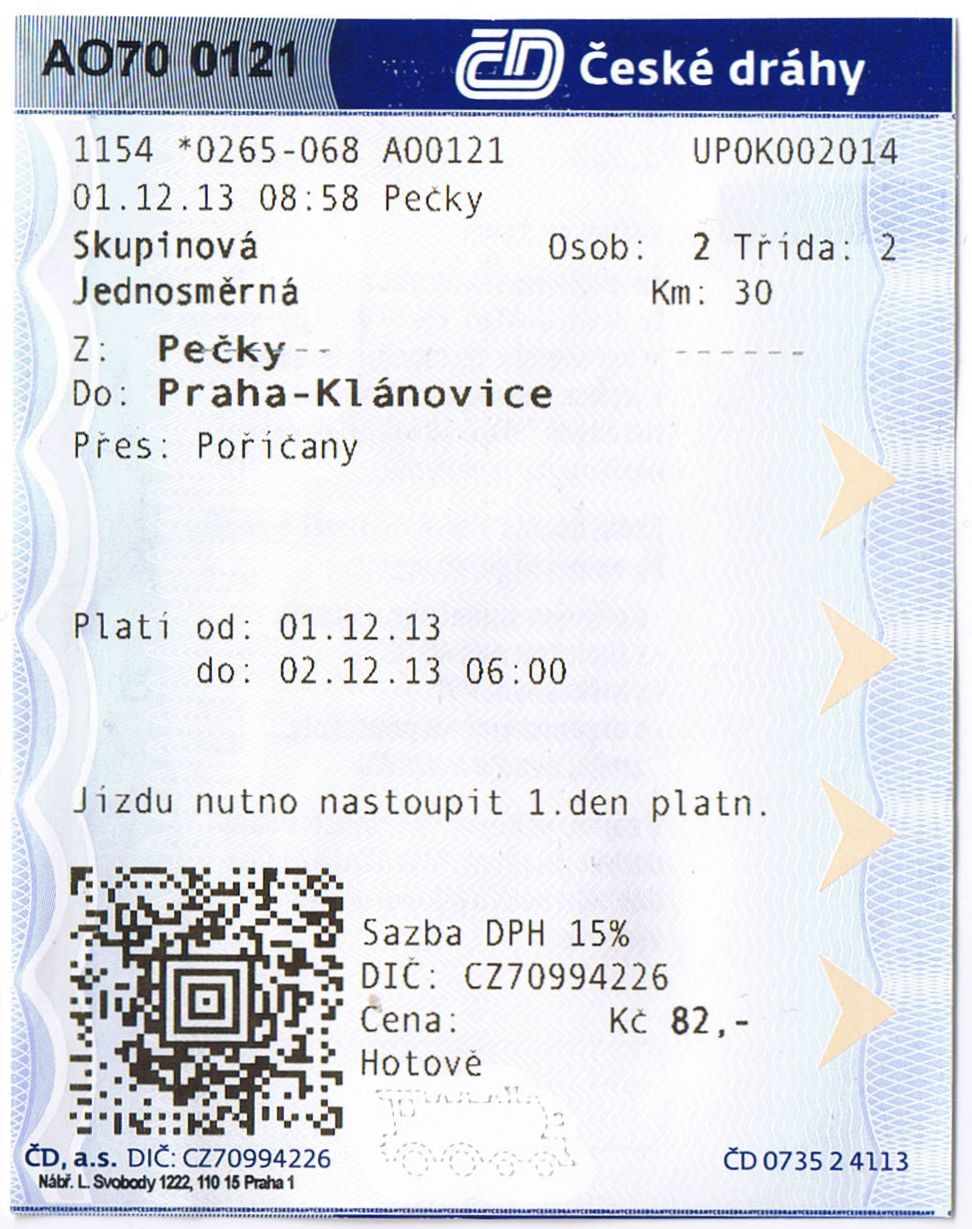 AO70 0121
ČD České dráhy
1154 *0265-068 A00121 UPOK002014
01.12.13 08:58 Pečky
Skupinová Osob: 2 Třída: 2
Jednosměrná Km: 30
Z: Pečky-- ------
Do: Praha-Klánovice
Přes: Poříčany
Platí od: 01.12.13
do: 02.12.13 06:00
Jízdu nutno nastoupit 1.den platn.
Sazba DPH 15%
DIČ: CZ70994226
Cena: Kč 82,-
Hotově
ČD, a.s. DIČ: CZ70994226 ČD 0735 2 4113
Nábř. L. Svobody 1222, 110 15 Praha 1